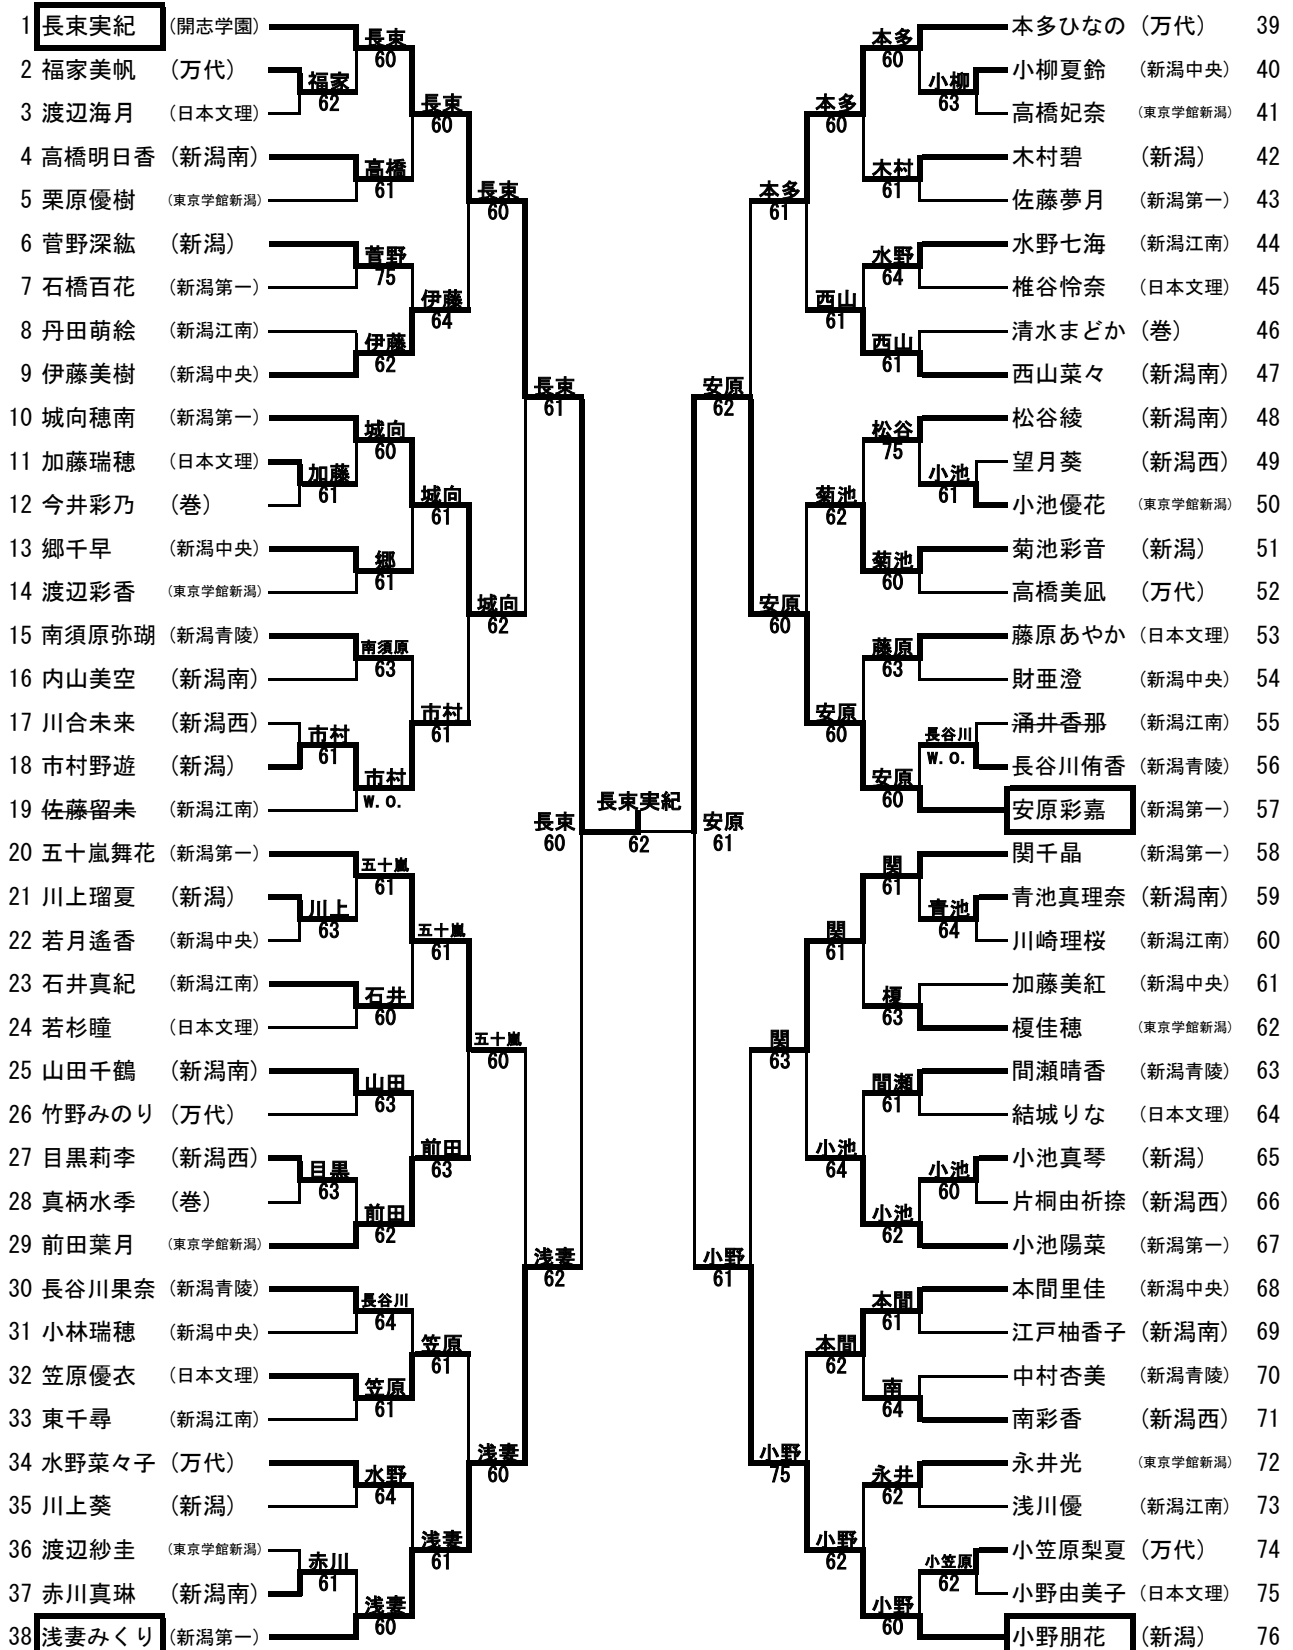 1 長束実紀 (開志学園)
2 福家美帆 (万代)
3 渡辺海月 (日本文理)
4 高橋明日香 (新潟南)
5 栗原優樹 (東京学館新潟)
6 菅野深紘 (新潟)
7 石橋百花 (新潟第一)
8 丹田萌絵 (新潟江南)
9 伊藤美樹 (新潟中央)
10 城向穂南 (新潟第一)
11 加藤瑞穂 (日本文理)
12 今井彩乃 (巻)
13 郷千早 (新潟中央)
14 渡辺彩香 (東京学館新潟)
15 南須原弥瑚 (新潟青陵)
16 内山美空 (新潟南)
17 川合未来 (新潟西)
18 市村野遊 (新潟)
19 佐藤留未 (新潟江南)
20 五十嵐舞花 (新潟第一)
21 川上瑠夏 (新潟)
22 若月遙香 (新潟中央)
23 石井真紀 (新潟江南)
24 若杉瞳 (日本文理)
25 山田千鶴 (新潟南)
26 竹野みのり (万代)
27 目黒莉李 (新潟西)
28 真柄水季 (巻)
29 前田葉月 (東京学館新潟)
30 長谷川果奈 (新潟青陵)
31 小林瑞穂 (新潟中央)
32 笠原優衣 (日本文理)
33 東千尋 (新潟江南)
34 水野菜々子 (万代)
35 川上葵 (新潟)
36 渡辺紗圭 (東京学館新潟)
37 赤川真琳 (新潟南)
38 浅妻みくり (新潟第一)
福家
62
加藤
61
市村
61
川上
63
目黒
63
赤川
61
長束
60
高橋
61
菅野
75
伊藤
62
城向
60
郷
61
南須原
63
市村
W.O.
五十嵐
61
石井
60
山田
63
前田
62
長谷川
64
笠原
61
水野
64
浅妻
60
長束
60
伊藤
64
城向
61
市村
61
五十嵐
61
前田
63
笠原
61
浅妻
61
長束
60
城向
62
五十嵐
60
浅妻
60
長束
61
浅妻
62
長束
60
長束実紀
62
安原
61
安原
62
小野
61
本多
61
安原
60
関
63
小野
75
本多
60
西山
61
菊池
62
安原
60
関
61
小池
64
本間
62
小野
62
本多
60
木村
61
水野
64
西山
61
松谷
75
菊池
60
藤原
63
安原
60
関
61
榎
63
間瀬
61
小池
62
本間
61
南
64
永井
62
小野
60
小柳
63
小池
61
長谷川
W.O.
青池
64
小池
60
小笠原
62
本多ひなの (万代) 39
小柳夏鈴 (新潟中央) 40
高橋妃奈 (東京学館新潟) 41
木村碧 (新潟) 42
佐藤夢月 (新潟第一) 43
水野七海 (新潟江南) 44
椎谷怜奈 (日本文理) 45
清水まどか (巻) 46
西山菜々 (新潟南) 47
松谷綾 (新潟南) 48
望月葵 (新潟西) 49
小池優花 (東京学館新潟) 50
菊池彩音 (新潟) 51
高橋美凪 (万代) 52
藤原あやか (日本文理) 53
財亜澄 (新潟中央) 54
涌井香那 (新潟江南) 55
長谷川侑香 (新潟青陵) 56
安原彩嘉 (新潟第一) 57
関千晶 (新潟第一) 58
青池真理奈 (新潟南) 59
川崎理桜 (新潟江南) 60
加藤美紅 (新潟中央) 61
榎佳穂 (東京学館新潟) 62
間瀬晴香 (新潟青陵) 63
結城りな (日本文理) 64
小池真琴 (新潟) 65
片桐由祈捺 (新潟西) 66
小池陽菜 (新潟第一) 67
本間里佳 (新潟中央) 68
江戸柚香子 (新潟南) 69
中村杏美 (新潟青陵) 70
南彩香 (新潟西) 71
永井光 (東京学館新潟) 72
浅川優 (新潟江南) 73
小笠原梨夏 (万代) 74
小野由美子 (日本文理) 75
小野朋花 (新潟) 76